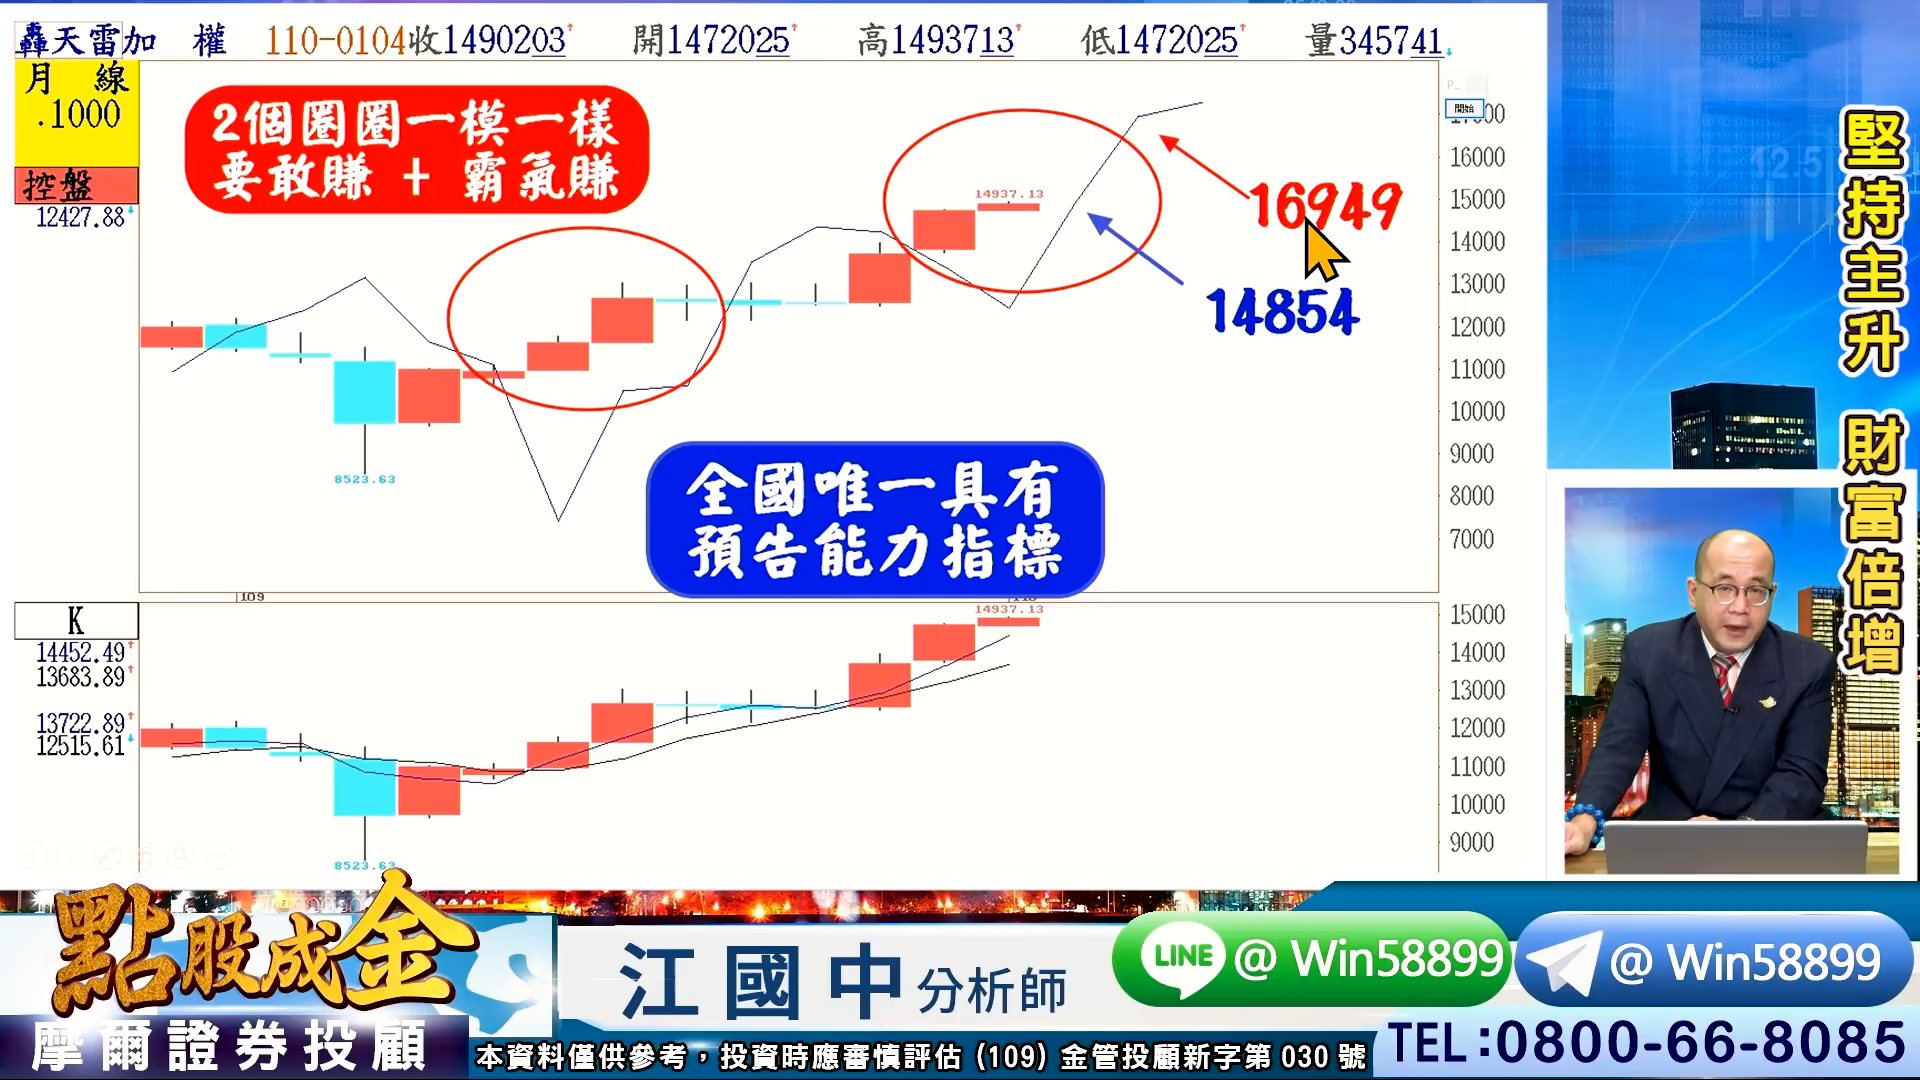 轟天雷加 權 110-0104收1490203 開1472025 高1493713 低1472025 量345741
月 線
.1000
控盤
12427.88
2個圈圈一模一樣
要敢賺 + 霸氣賺
14937.13
16949
14854
8523.63
全國唯一具有
預告能力指標
開始
16000
15000
14000
13000
12000
11000
10000
9000
8000
7000
109
K
14452.49
13683.89
13722.89
12515.61
14937.13
8523.63
15000
14000
13000
12000
11000
10000
9000
堅持主升 財富倍增
點股成金
摩爾證券投顧
江國中 分析師
LINE @ Win58899
@ Win58899
TEL:0800-66-8085
本資料僅供參考,投資時應審慎評估 (109) 金管投顧新字第 030 號